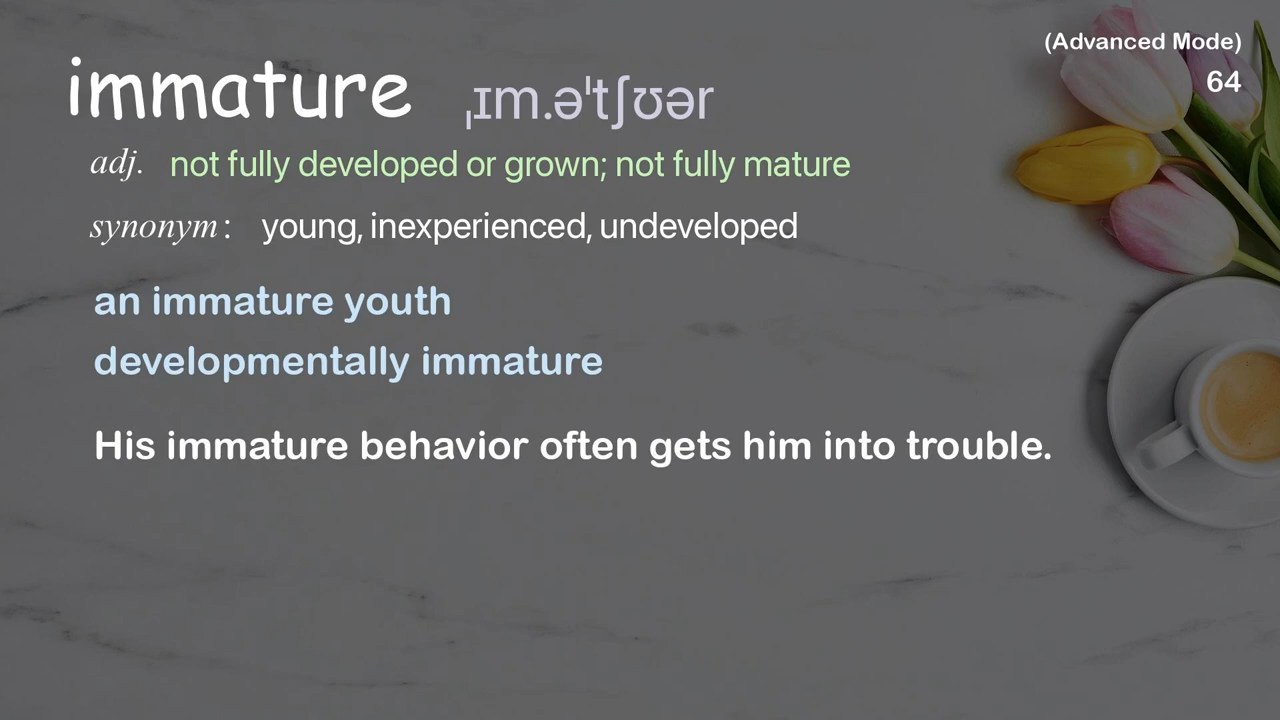 (Advanced Mode)
64
immature ˌɪm.əˈtʃʊər
adj. not fully developed or grown; not fully mature
synonym: young, inexperienced, undeveloped
an immature youth
developmentally immature
His immature behavior often gets him into trouble.